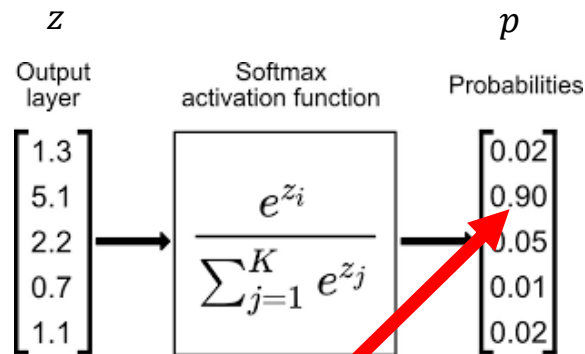 z
p
Output
layer
Softmax
activation function
Probabilities
1.3
5.1
2.2
0.7
1.1
e^{z_i}
∑_{j=1}^{K} e^{z_j}
0.02
0.90
0.05
0.01
0.02